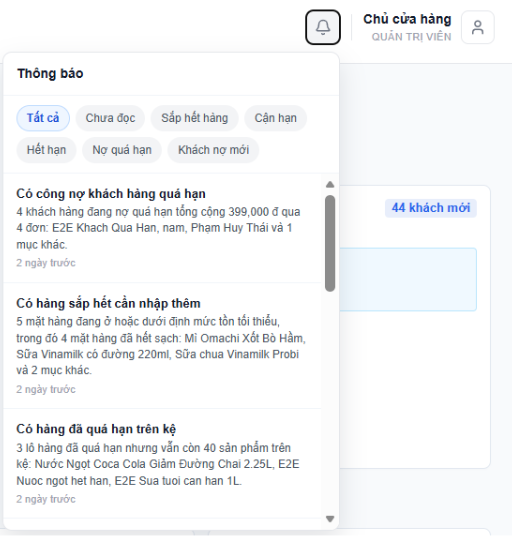 Chủ cửa hàng
QUẢN TRỊ VIÊN
Thông báo
Tất cả
Chưa đọc
Sắp hết hàng
Cận hạn
Hết hạn
Nợ quá hạn
Khách nợ mới
44 khách mới
Có công nợ khách hàng quá hạn
4 khách hàng đang nợ quá hạn tổng cộng 399,000 đ qua
4 đơn: E2E Khach Qua Han, nam, Phạm Huy Thái và 1
mục khác.
2 ngày trước
Có hàng sắp hết cần nhập thêm
5 mặt hàng đang ở hoặc dưới định mức tồn tối thiểu,
trong đó 4 mặt hàng đã hết sạch: Mì Omachi Xốt Bò Hầm,
Sữa Vinamilk có đường 220ml, Sữa chua Vinamilk Probi
và 2 mục khác.
2 ngày trước
Có hàng đã quá hạn trên kệ
3 lô hàng đã quá hạn nhưng vẫn còn 40 sản phẩm trên
kệ: Nước Ngọt Coca Cola Giảm Đường Chai 2.25L, E2E
Nuoc ngot het han, E2E Sua tuoi can han 1L.
2 ngày trước